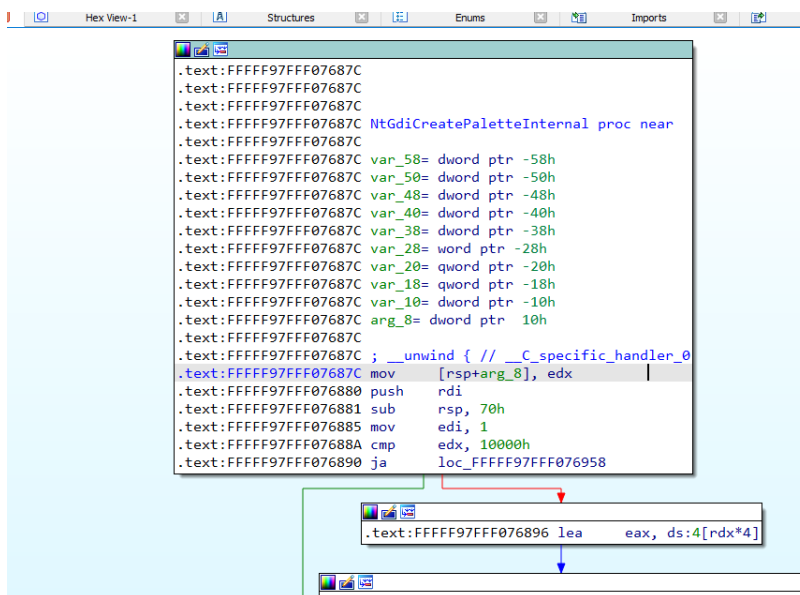 Hex View-1 Structures Enums Imports
.text:FFFFF97FFF07687C
.text:FFFFF97FFF07687C
.text:FFFFF97FFF07687C
.text:FFFFF97FFF07687C NtGdiCreatePaletteInternal proc near
.text:FFFFF97FFF07687C
.text:FFFFF97FFF07687C var_58= dword ptr -58h
.text:FFFFF97FFF07687C var_50= dword ptr -50h
.text:FFFFF97FFF07687C var_48= dword ptr -48h
.text:FFFFF97FFF07687C var_40= dword ptr -40h
.text:FFFFF97FFF07687C var_38= dword ptr -38h
.text:FFFFF97FFF07687C var_28= word ptr -28h
.text:FFFFF97FFF07687C var_20= qword ptr -20h
.text:FFFFF97FFF07687C var_18= qword ptr -18h
.text:FFFFF97FFF07687C var_10= dword ptr -10h
.text:FFFFF97FFF07687C arg_8= dword ptr  10h
.text:FFFFF97FFF07687C
.text:FFFFF97FFF07687C ; __unwind { // __C_specific_handler_0
.text:FFFFF97FFF07687C mov     [rsp+arg_8], edx
.text:FFFFF97FFF076880 push    rdi
.text:FFFFF97FFF076881 sub     rsp, 70h
.text:FFFFF97FFF076885 mov     edi, 1
.text:FFFFF97FFF07688A cmp     edx, 10000h
.text:FFFFF97FFF076890 ja      loc_FFFFF97FFF076958
.text:FFFFF97FFF076896 lea     eax, ds:4[rdx*4]